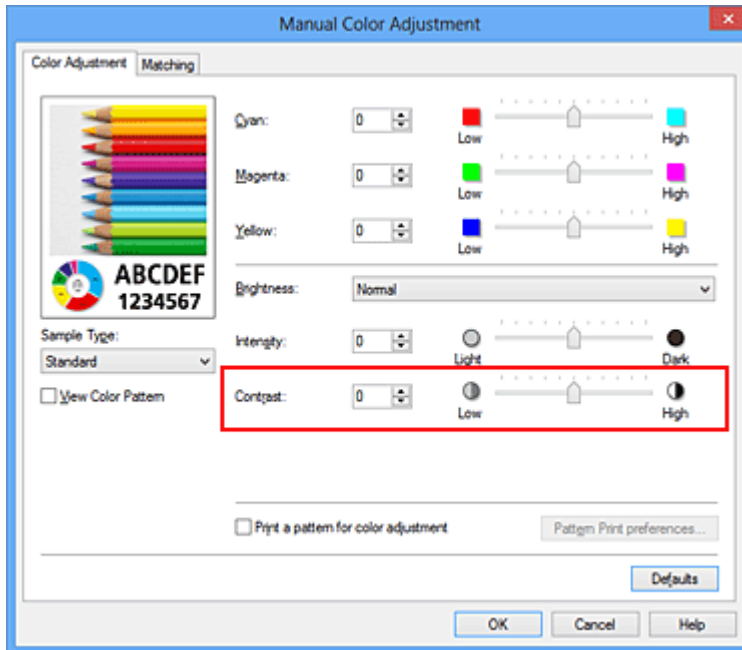 Manual Color Adjustment
Color Adjustment Matching
Cyan: 0 Low High
Magenta: 0 Low High
Yellow: 0 Low High
ABCDEF
1234567
Brightness: Normal
Sample Type:
Standard
Intensity: 0 Light Dark
View Color Pattern
Contrast: 0 Low High
Print a pattern for color adjustment Pattern Print preferences...
Defaults
OK Cancel Help